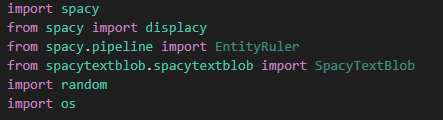 import spacy
from spacy import displacy
from spacy.pipeline import EntityRuler
from spacytextblob.spacytextblob import SpacyTextBlob
import random
import os